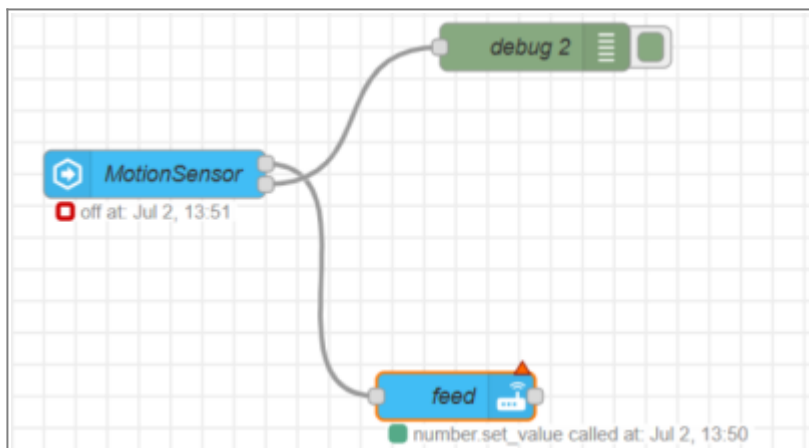 debug 2
MotionSensor
off at: Jul 2, 13:51
feed
number.set_value called at: Jul 2, 13:50